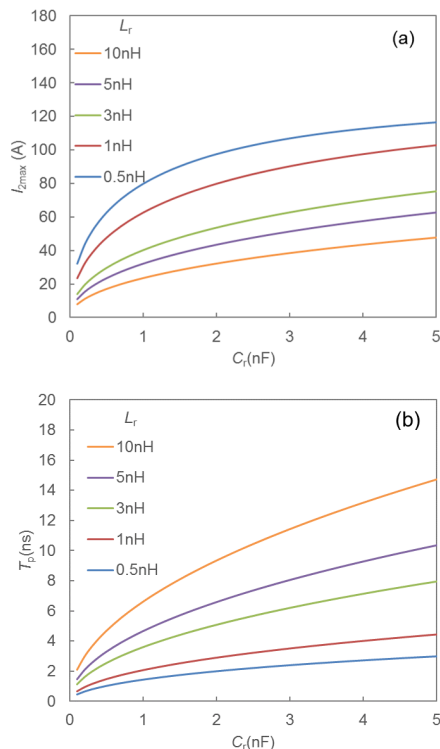 180
160
140
120
100
80
60
40
20
0
I2max (A)
Lr
10nH
5nH
3nH
1nH
0.5nH
(a)
0 1 2 3 4 5
Cr(nF)
20
18
16
14
12
10
8
6
4
2
0
Tp(ns)
Lr
10nH
5nH
3nH
1nH
0.5nH
(b)
0 1 2 3 4 5
Cr(nF)